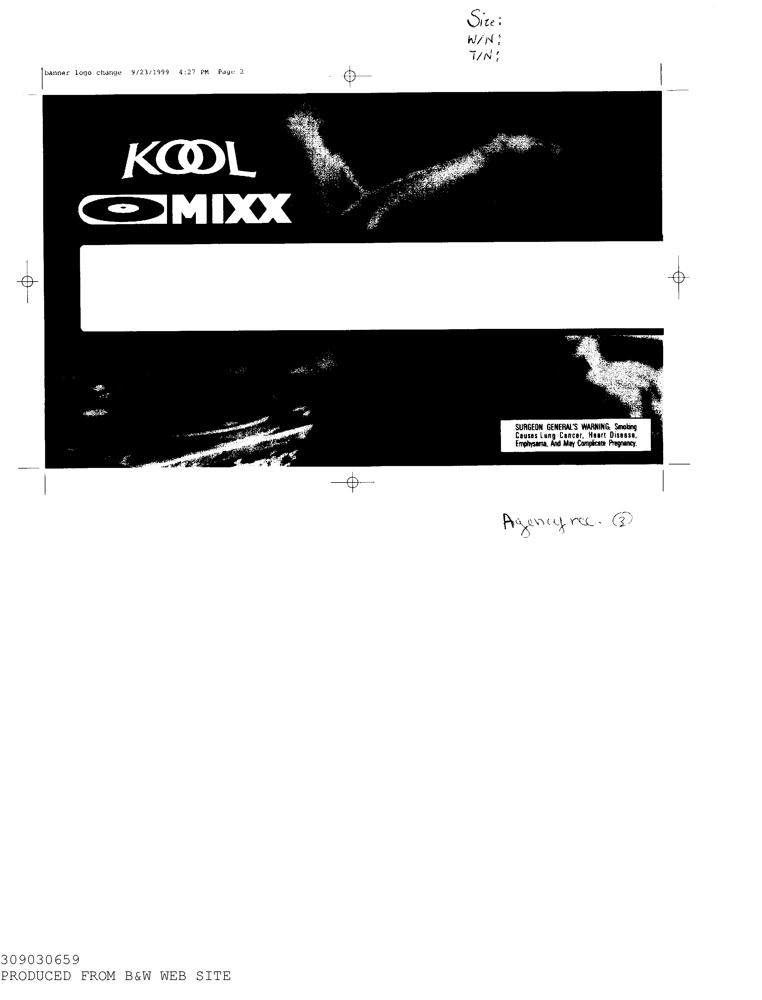 Site:
W/N:
T/N:
banner logo change 9/23/1999 4:27 PM Page 2
KOOL
MIXX
SURGEON GENERAL'S WARNING: Smoking
Causes Lung Cancer, Heart Disease,
Emphysema, And May Complicate Pregnancy.
Agency rec. 3
309030659
PRODUCED FROM B&W WEB SITE